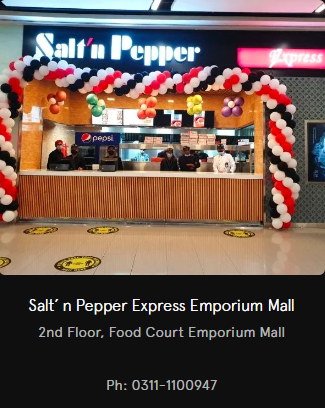 Salt'n Pepper
Express
pepsi
Salt' n Pepper Express Emporium Mall
2nd Floor, Food Court Emporium Mall
Ph: 0311-1100947